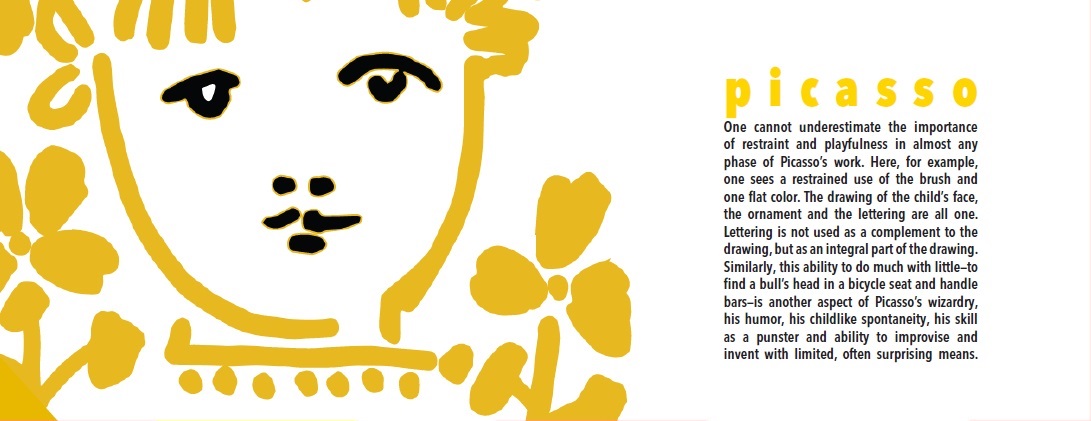 picasso
One cannot underestimate the importance
of restraint and playfulness in almost any
phase of Picasso's work. Here, for example,
one sees a restrained use of the brush and
one flat color. The drawing of the child's face,
the ornament and the lettering are all one.
Lettering is not used as a complement to the
drawing, but as an integral part of the drawing.
Similarly, this ability to do much with little–to
find a bull's head in a bicycle seat and handle
bars–is another aspect of Picasso's wizardry,
his humor, his childlike spontaneity, his skill
as a punster and ability to improvise and
invent with limited, often surprising means.